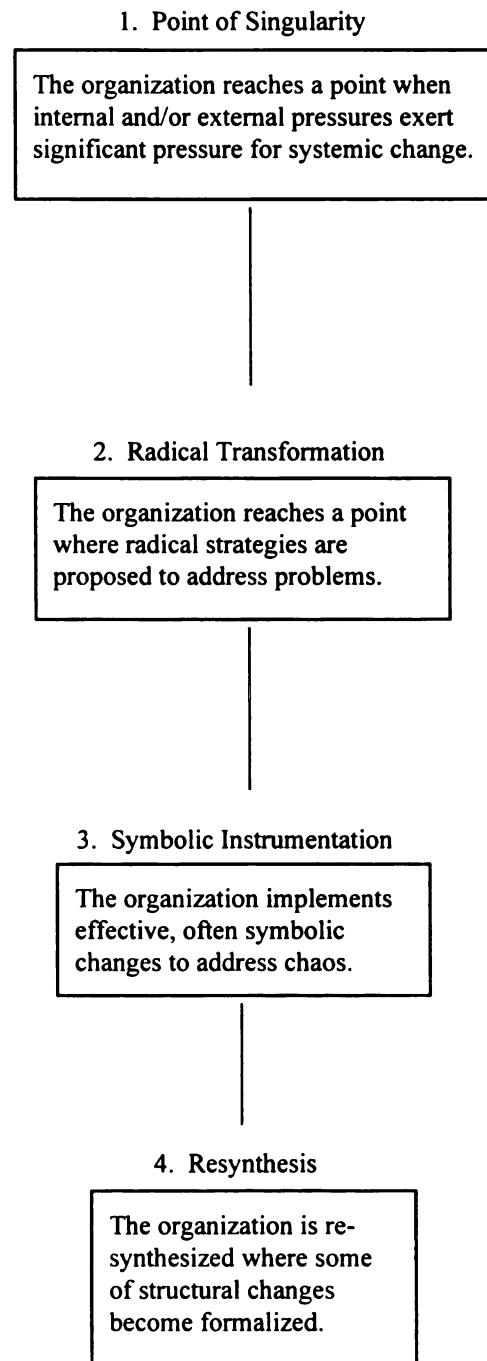 1. Point of Singularity
The organization reaches a point when
internal and/or external pressures exert
significant pressure for systemic change.
2. Radical Transformation
The organization reaches a point
where radical strategies are
proposed to address problems.
3. Symbolic Instrumentation
The organization implements
effective, often symbolic
changes to address chaos.
4. Resynthesis
The organization is re-
synthesized where some
of structural changes
become formalized.